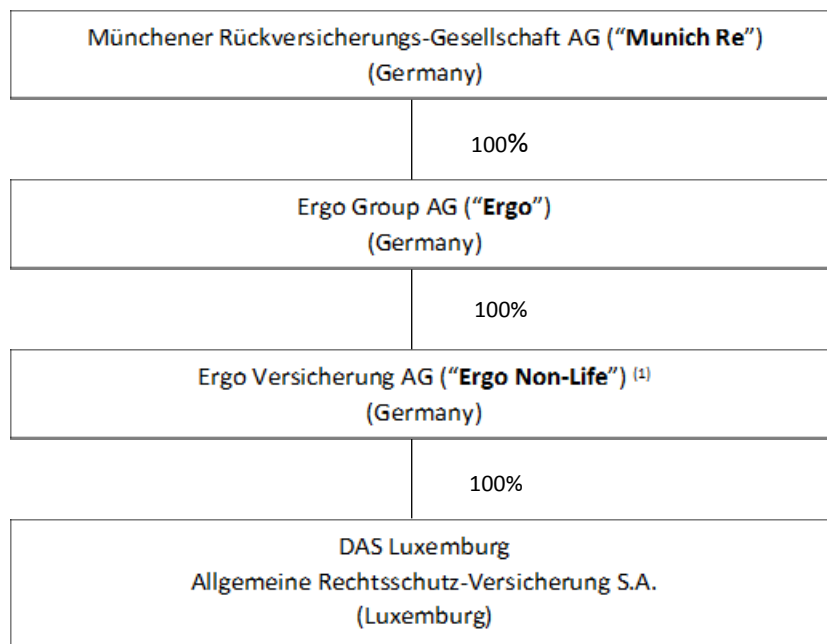 Münchener Rückversicherungs-Gesellschaft AG (“Munich Re”)
(Germany)
100%
Ergo Group AG (“Ergo”)
(Germany)
100%
Ergo Versicherung AG (“Ergo Non-Life”) (1)
(Germany)
100%
DAS Luxemburg
Allgemeine Rechtsschutz-Versicherung S.A.
(Luxemburg)